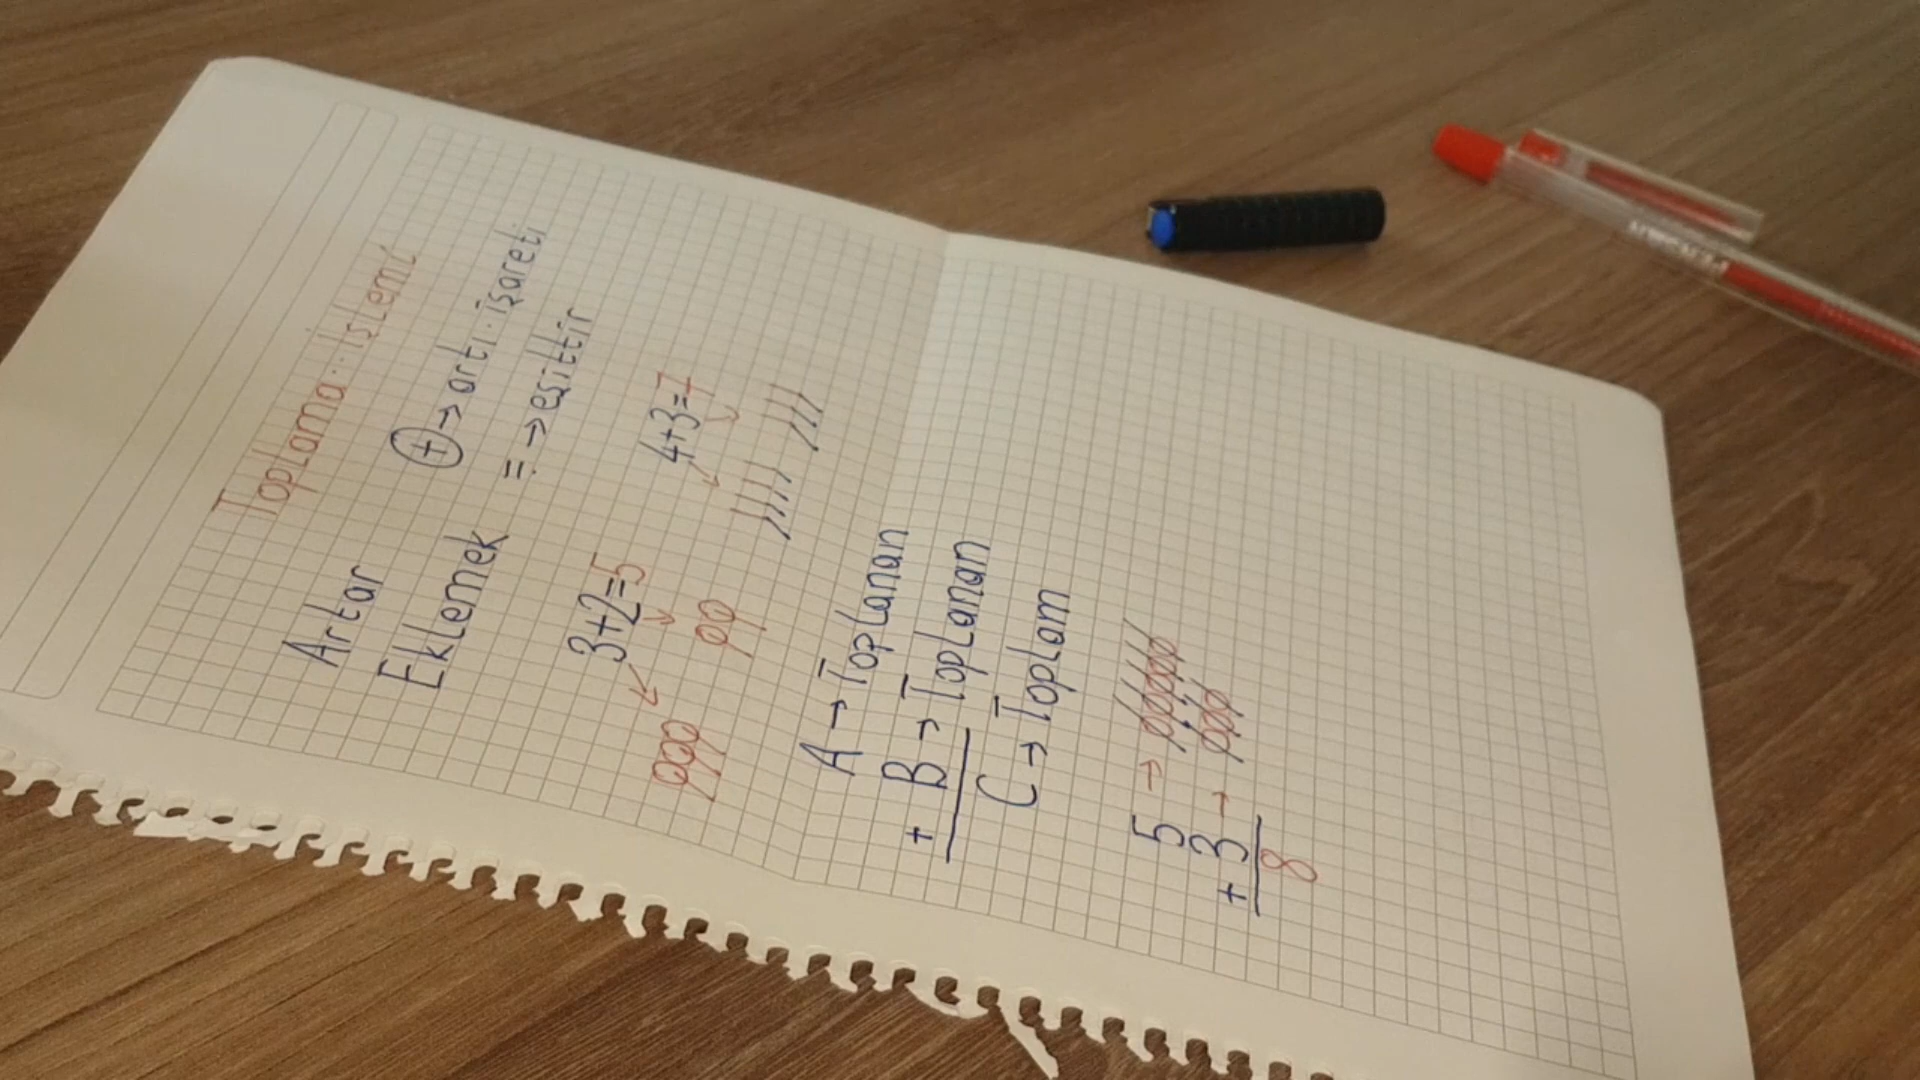 Toplama İşlemi
Artar
(+) → artı işareti
Eklemek
= → eşittir
3+2=5
4+3=7
A → Toplanan
+ B → Toplanan
C → Toplam
5 →
+ 3 →
8
PENSAN